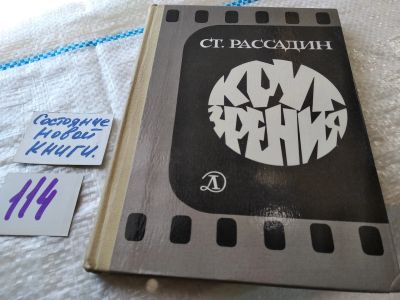 СТ. РАССАДИН
КРУГ
ЗРЕНИЯ
Д
Состояние
новой
книги.
114